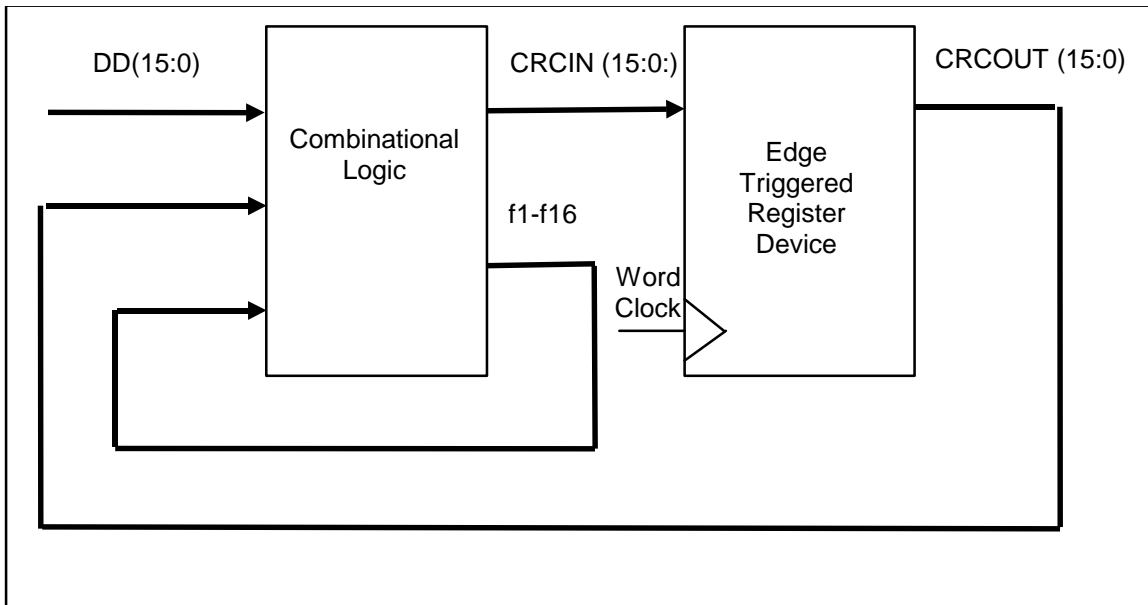 DD(15:0)
CRCIN (15:0:)
CRCOUT (15:0)
Combinational
Logic
Edge
Triggered
Register
Device
f1-f16
Word
Clock